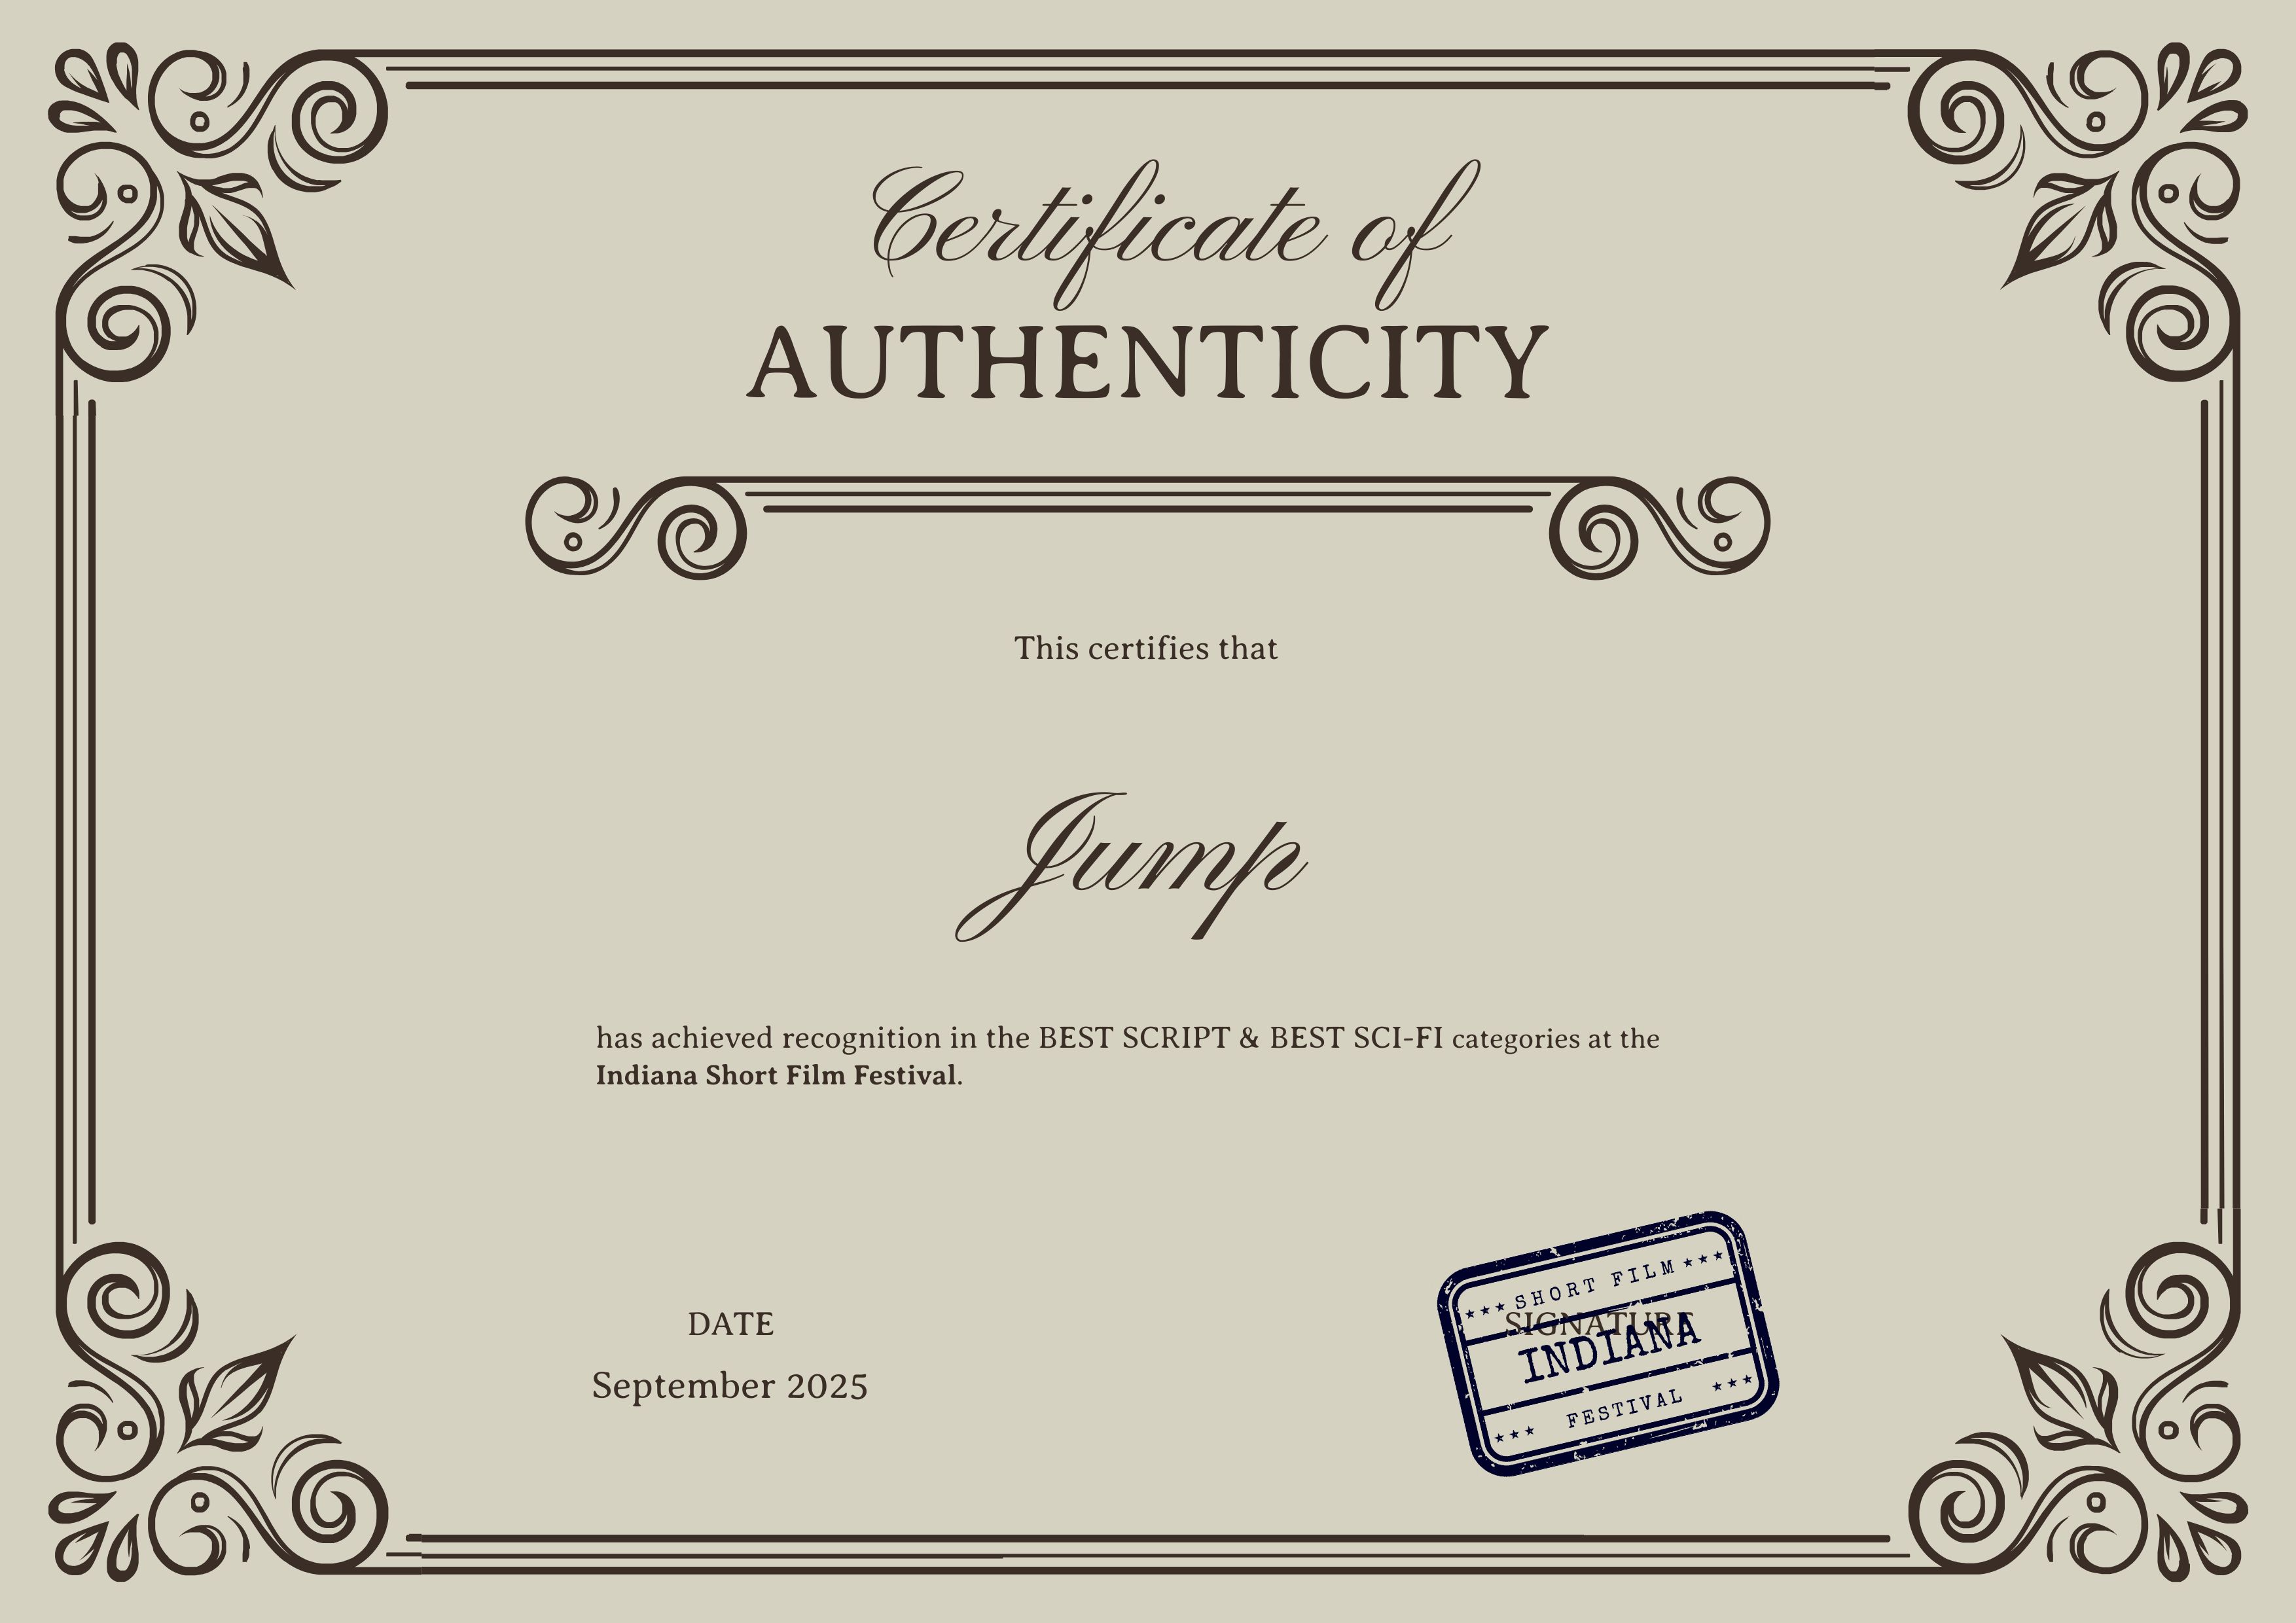 Certificate of
AUTHENTICITY
This certifies that
Jump
has achieved recognition in the BEST SCRIPT & BEST SCI-FI categories at the
Indiana Short Film Festival.
DATE
September 2025
SIGNATURE
★★★ SHORT FILM ★★★
INDIANA
★★★ FESTIVAL ★★★